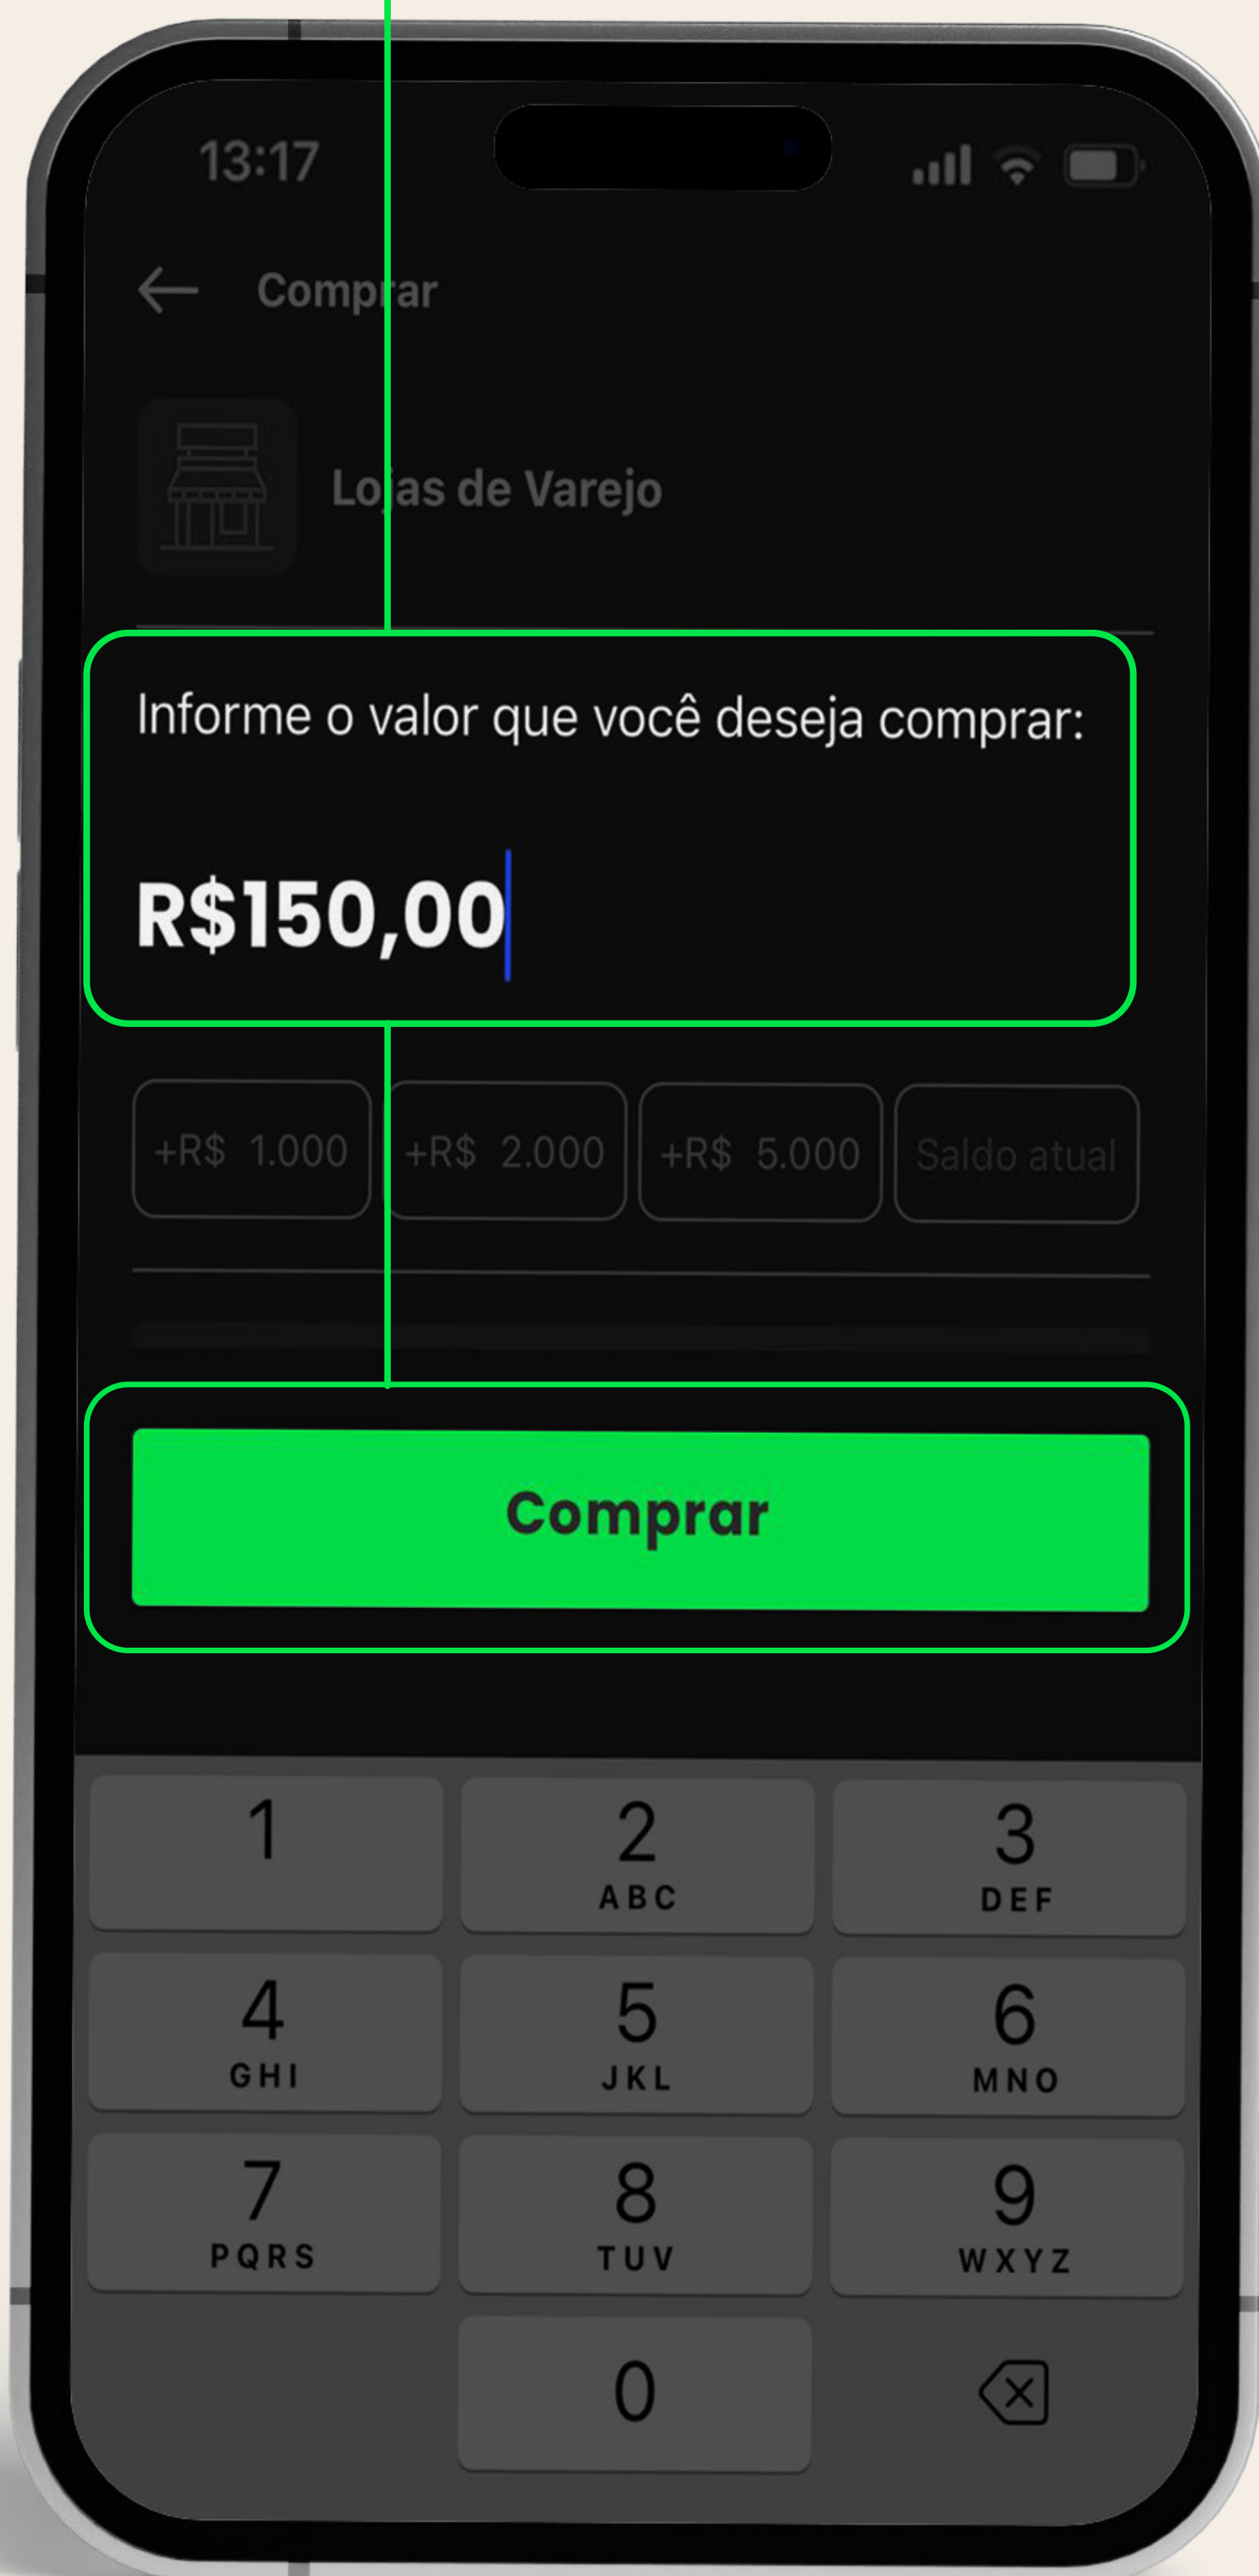 13:17
Comprar
Lojas de Varejo
Informe o valor que você deseja comprar:
R$150,00
+R$ 1.000 +R$ 2.000 +R$ 5.000 Saldo atual
Comprar
1 2 3
ABC DEF
4 5 6
GHI JKL MNO
7 8 9
PQRS TUV WXYZ
0